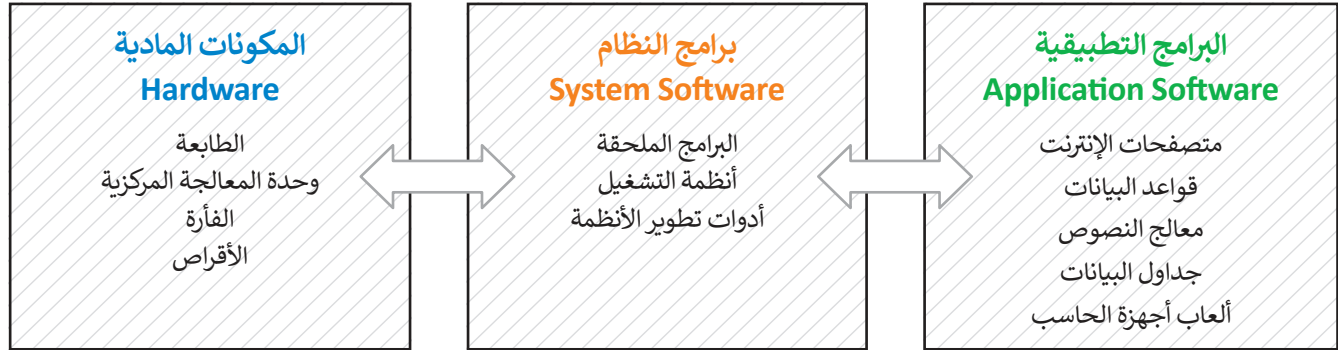 البرامج التطبيقية
Application Software
متصفحات الإنترنت
قواعد البيانات
معالج النصوص
جداول البيانات
ألعاب أجهزة الحاسب
برامج النظام
System Software
البرامج الملحقة
أنظمة التشغيل
أدوات تطوير الأنظمة
المكونات المادية
Hardware
الطابعة
وحدة المعالجة المركزية
الفأرة
الأقراص